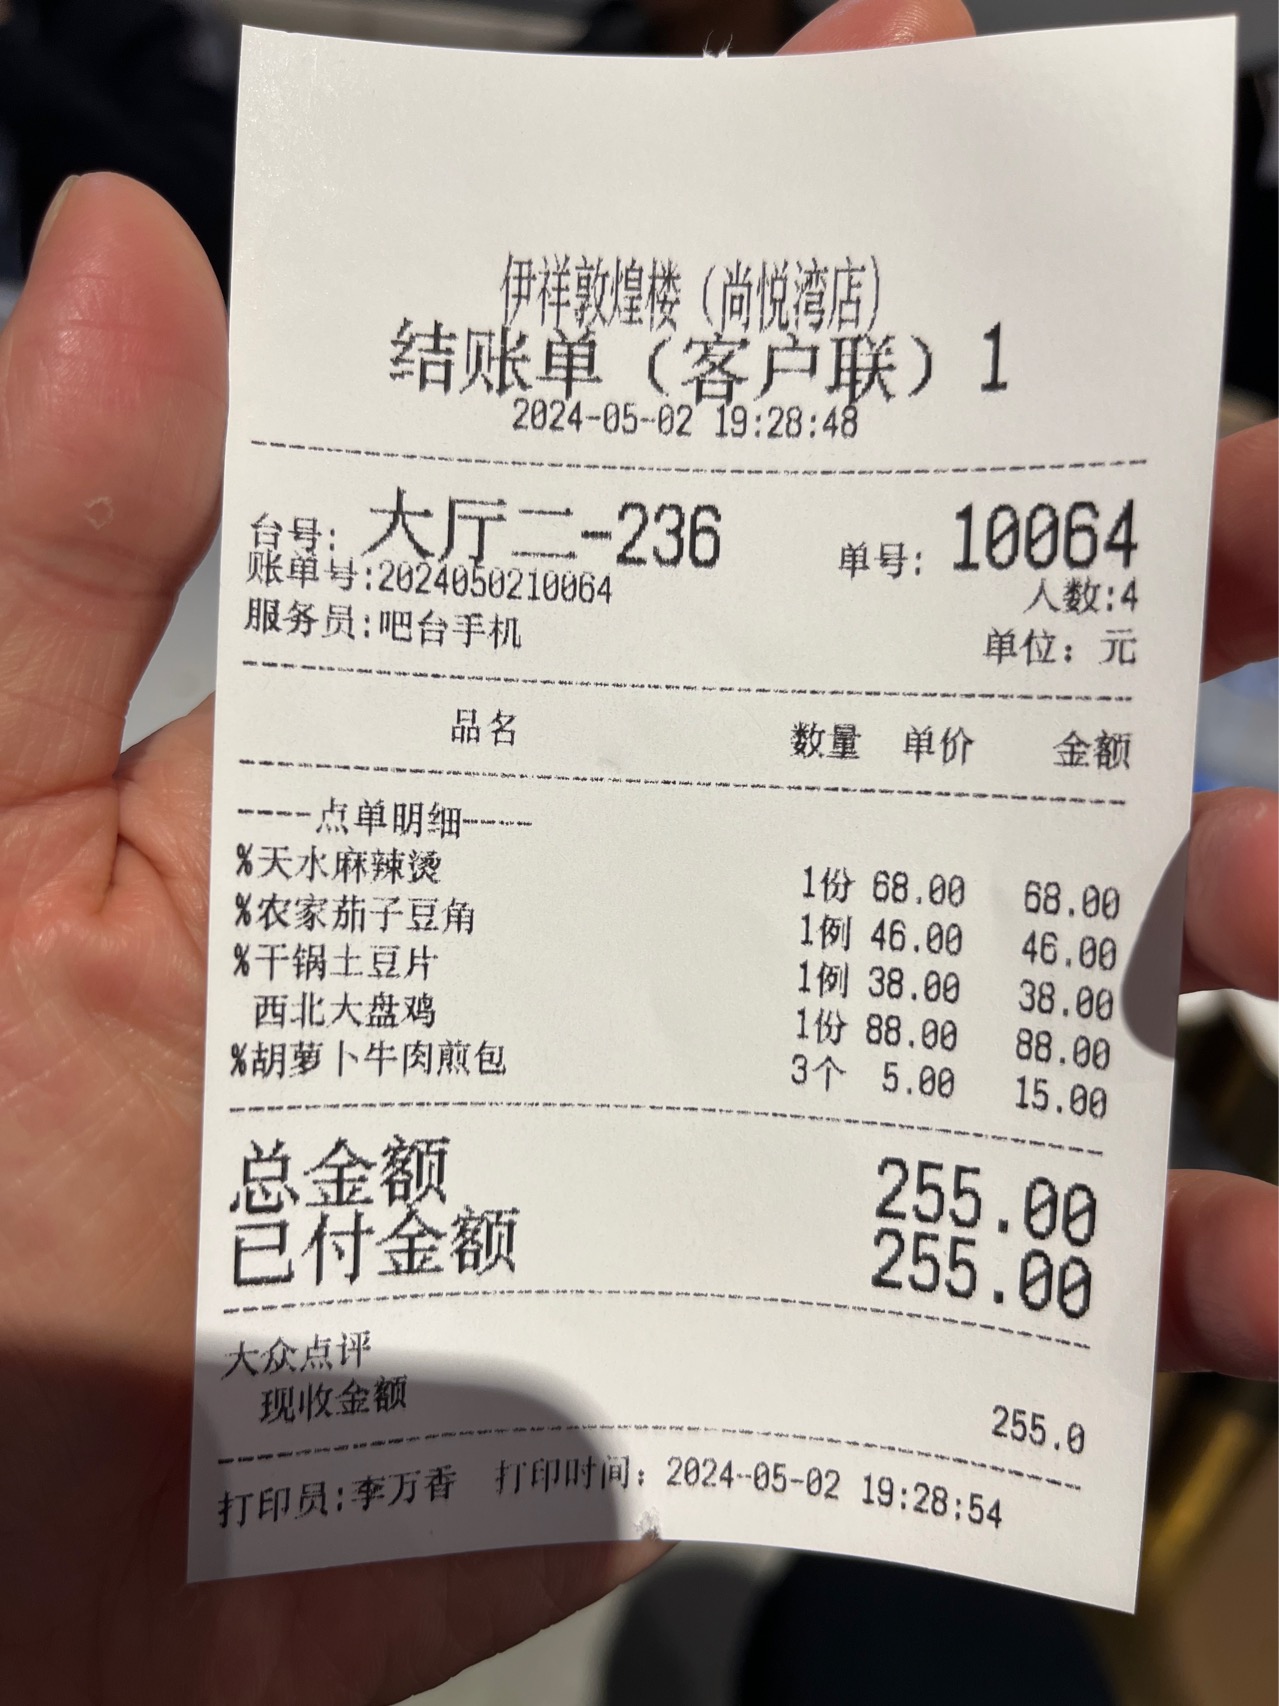 伊祥敦煌楼（尚悦湾店）
结账单（客户联）1
2024-05-02 19:28:48
台号: 大厅二-236 单号: 10064
账单号:2024050210064 人数:4
服务员:吧台手机 单位: 元
品名 数量 单价 金额
----点单明细----
%天水麻辣烫 1份 68.00 68.00
%农家茄子豆角 1例 46.00 46.00
%干锅土豆片 1例 38.00 38.00
西北大盘鸡 1份 88.00 88.00
%胡萝卜牛肉煎包 3个 5.00 15.00
总金额 255.00
已付金额 255.00
大众点评
现收金额 255.0
打印员:李万香 打印时间: 2024-05-02 19:28:54